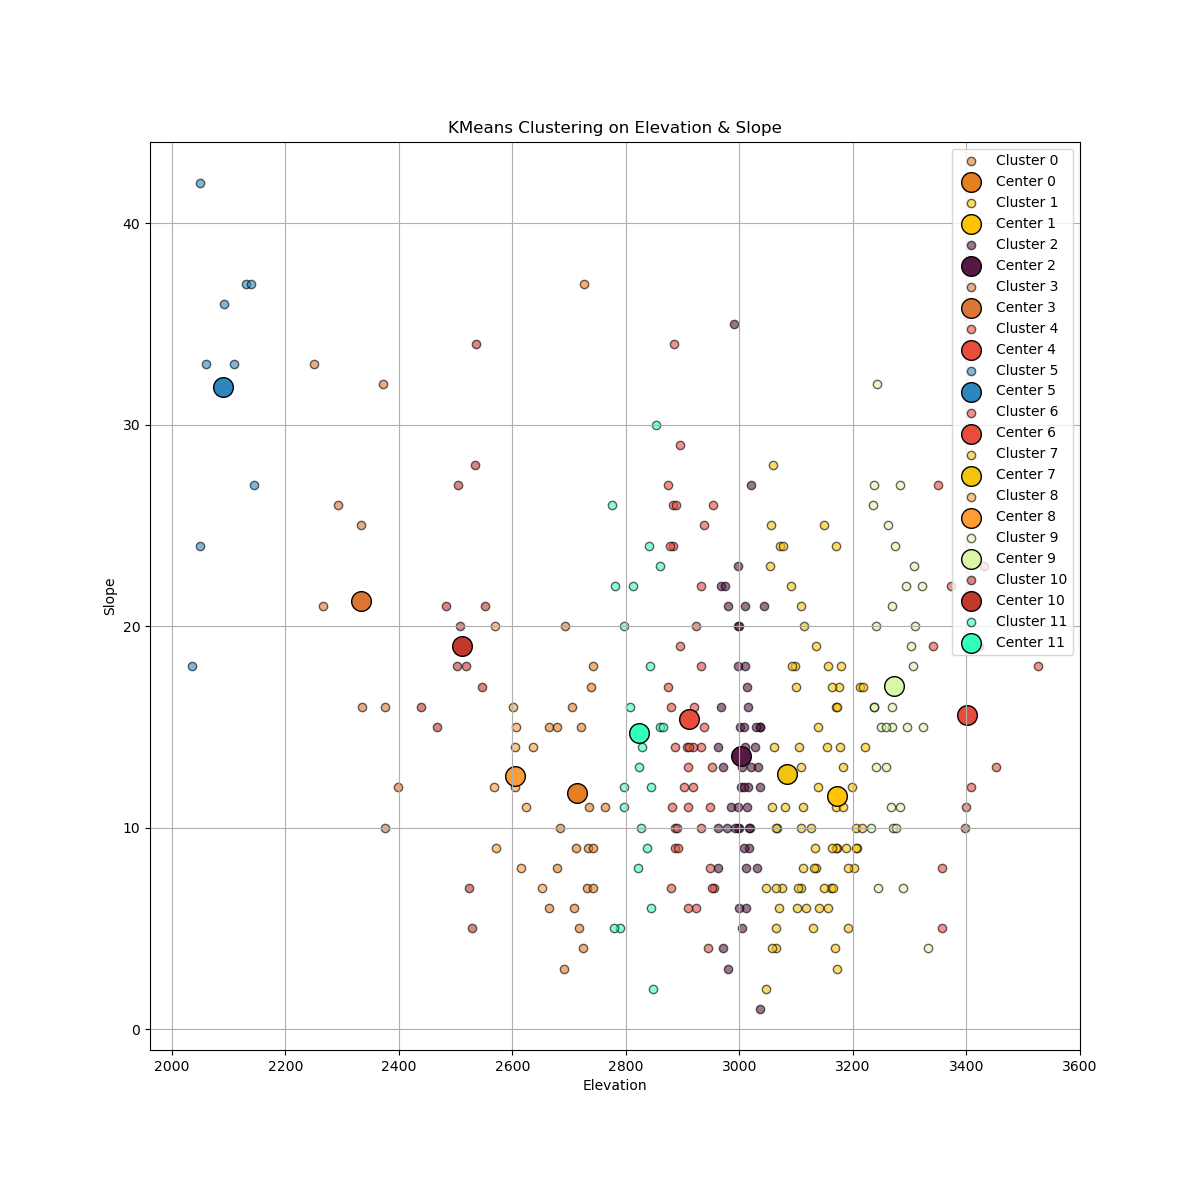 KMeans Clustering on Elevation & Slope
Cluster 0
Center 0
Cluster 1
Center 1
Cluster 2
Center 2
Cluster 3
Center 3
Cluster 4
Center 4
Cluster 5
Center 5
Cluster 6
Center 6
Cluster 7
Center 7
Cluster 8
Center 8
Cluster 9
Center 9
Cluster 10
Center 10
Cluster 11
Center 11
40
30
20
10
0
Slope
2000 2200 2400 2600 2800 3000 3200 3400 3600
Elevation